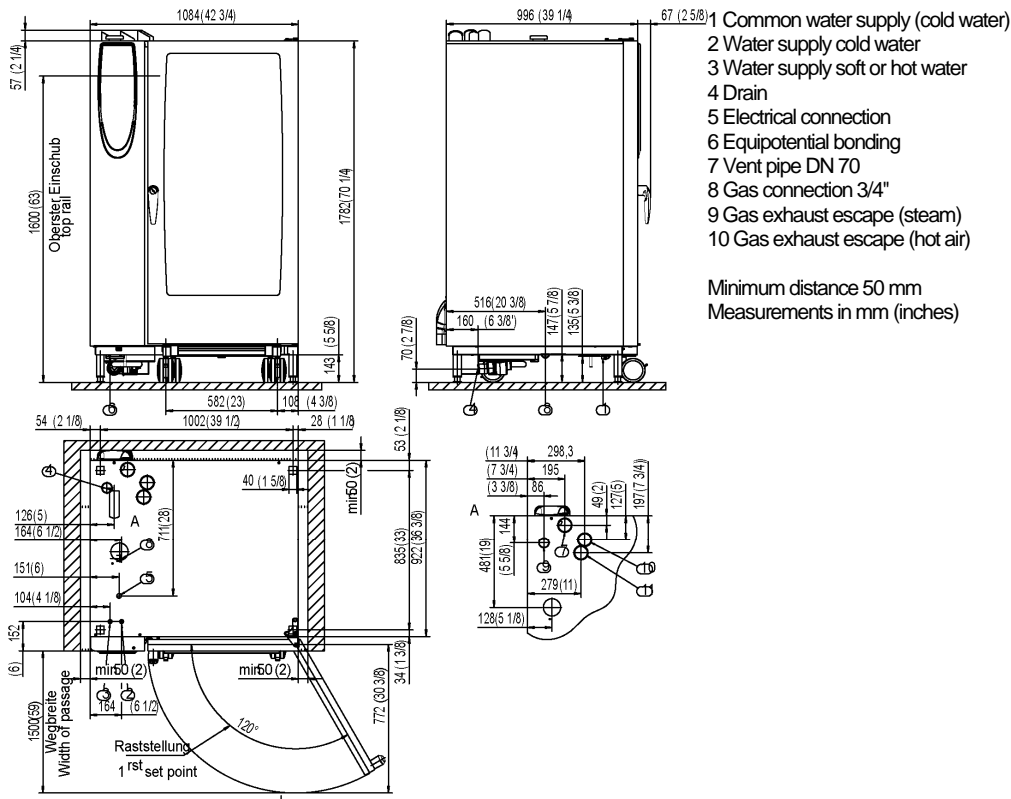 1084(42 3/4)
57 (2 1/4)
1600 (63)
Oberster Einschub
top rail
1782(70 1/4
143 (5 5/8)
582(23)
108 (4 3/8)
996 (39 1/4)
67 (2 5/8)
516(20 3/8)
160 (6 3/8')
70 (2 7/8)
147(5 7/8)
135(5 3/8)
1 Common water supply (cold water)
2 Water supply cold water
3 Water supply soft or hot water
4 Drain
5 Electrical connection
6 Equipotential bonding
7 Vent pipe DN 70
8 Gas connection 3/4"
9 Gas exhaust escape (steam)
10 Gas exhaust escape (hot air)
Minimum distance 50 mm
Measurements in mm (inches)
54 (2 1/8)
1002(39 1/2)
28 (1 1/8
53 (2 1/8)
40 (1 5/8)
min50 (2)
126(5)
A
164(6 1/2)
711(28)
835(33)
922(36 3/8)
151(6)
104(4 1/8)
152
(6)
min50 (2)
min50 (2)
34 (1 3/8)
164 (6 1/2
1500(59)
Wegbreite
Width of passage
772 (30 3/8)
120°
Raststellung
1 rst set point
(11 3/4
298,3
(7 3/4)
195
(3 3/8)
86
A
49(2)
127(5)
197(7 3/4)
144
(5 5/8)
481(19)
279(11)
128(5 1/8)